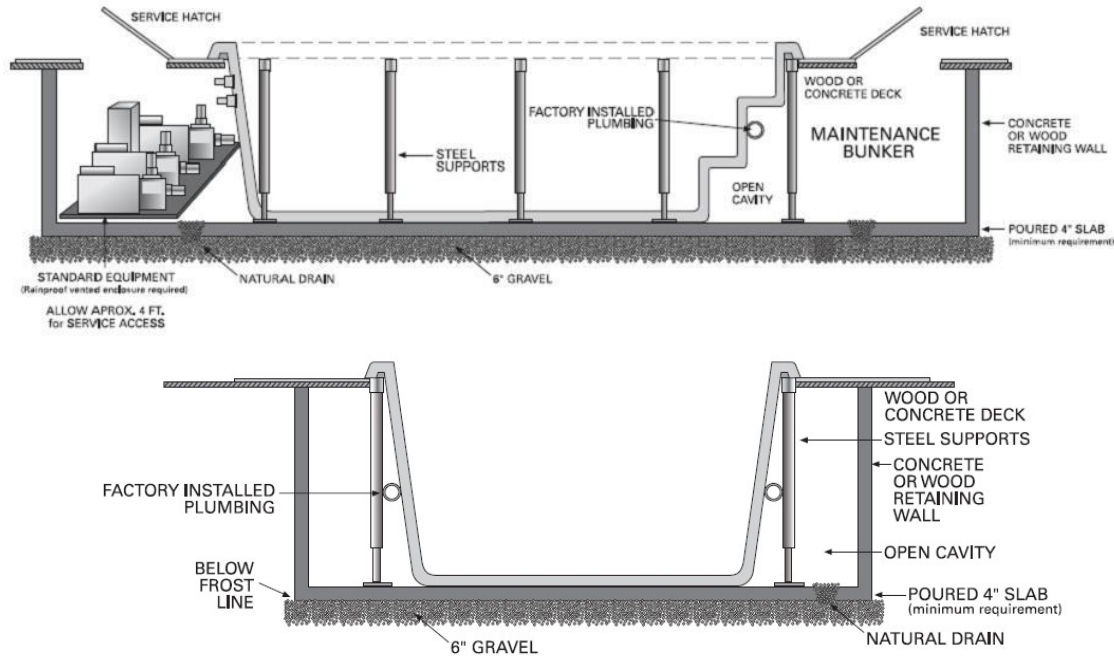 SERVICE HATCH
SERVICE HATCH
WOOD OR
CONCRETE DECK
FACTORY INSTALLED
PLUMBING
MAINTENANCE
BUNKER
CONCRETE
OR WOOD
RETAINING WALL
STEEL
SUPPORTS
OPEN
CAVITY
POURED 4" SLAB
(minimum requirement)
STANDARD EQUIPMENT
(Rainproof vented enclosure required)
NATURAL DRAIN
6" GRAVEL
ALLOW APROX. 4 FT.
for SERVICE ACCESS
WOOD OR
CONCRETE DECK
STEEL SUPPORTS
FACTORY INSTALLED
PLUMBING
CONCRETE
OR WOOD
RETAINING
WALL
OPEN CAVITY
BELOW
FROST
LINE
POURED 4" SLAB
(minimum requirement)
6" GRAVEL
NATURAL DRAIN